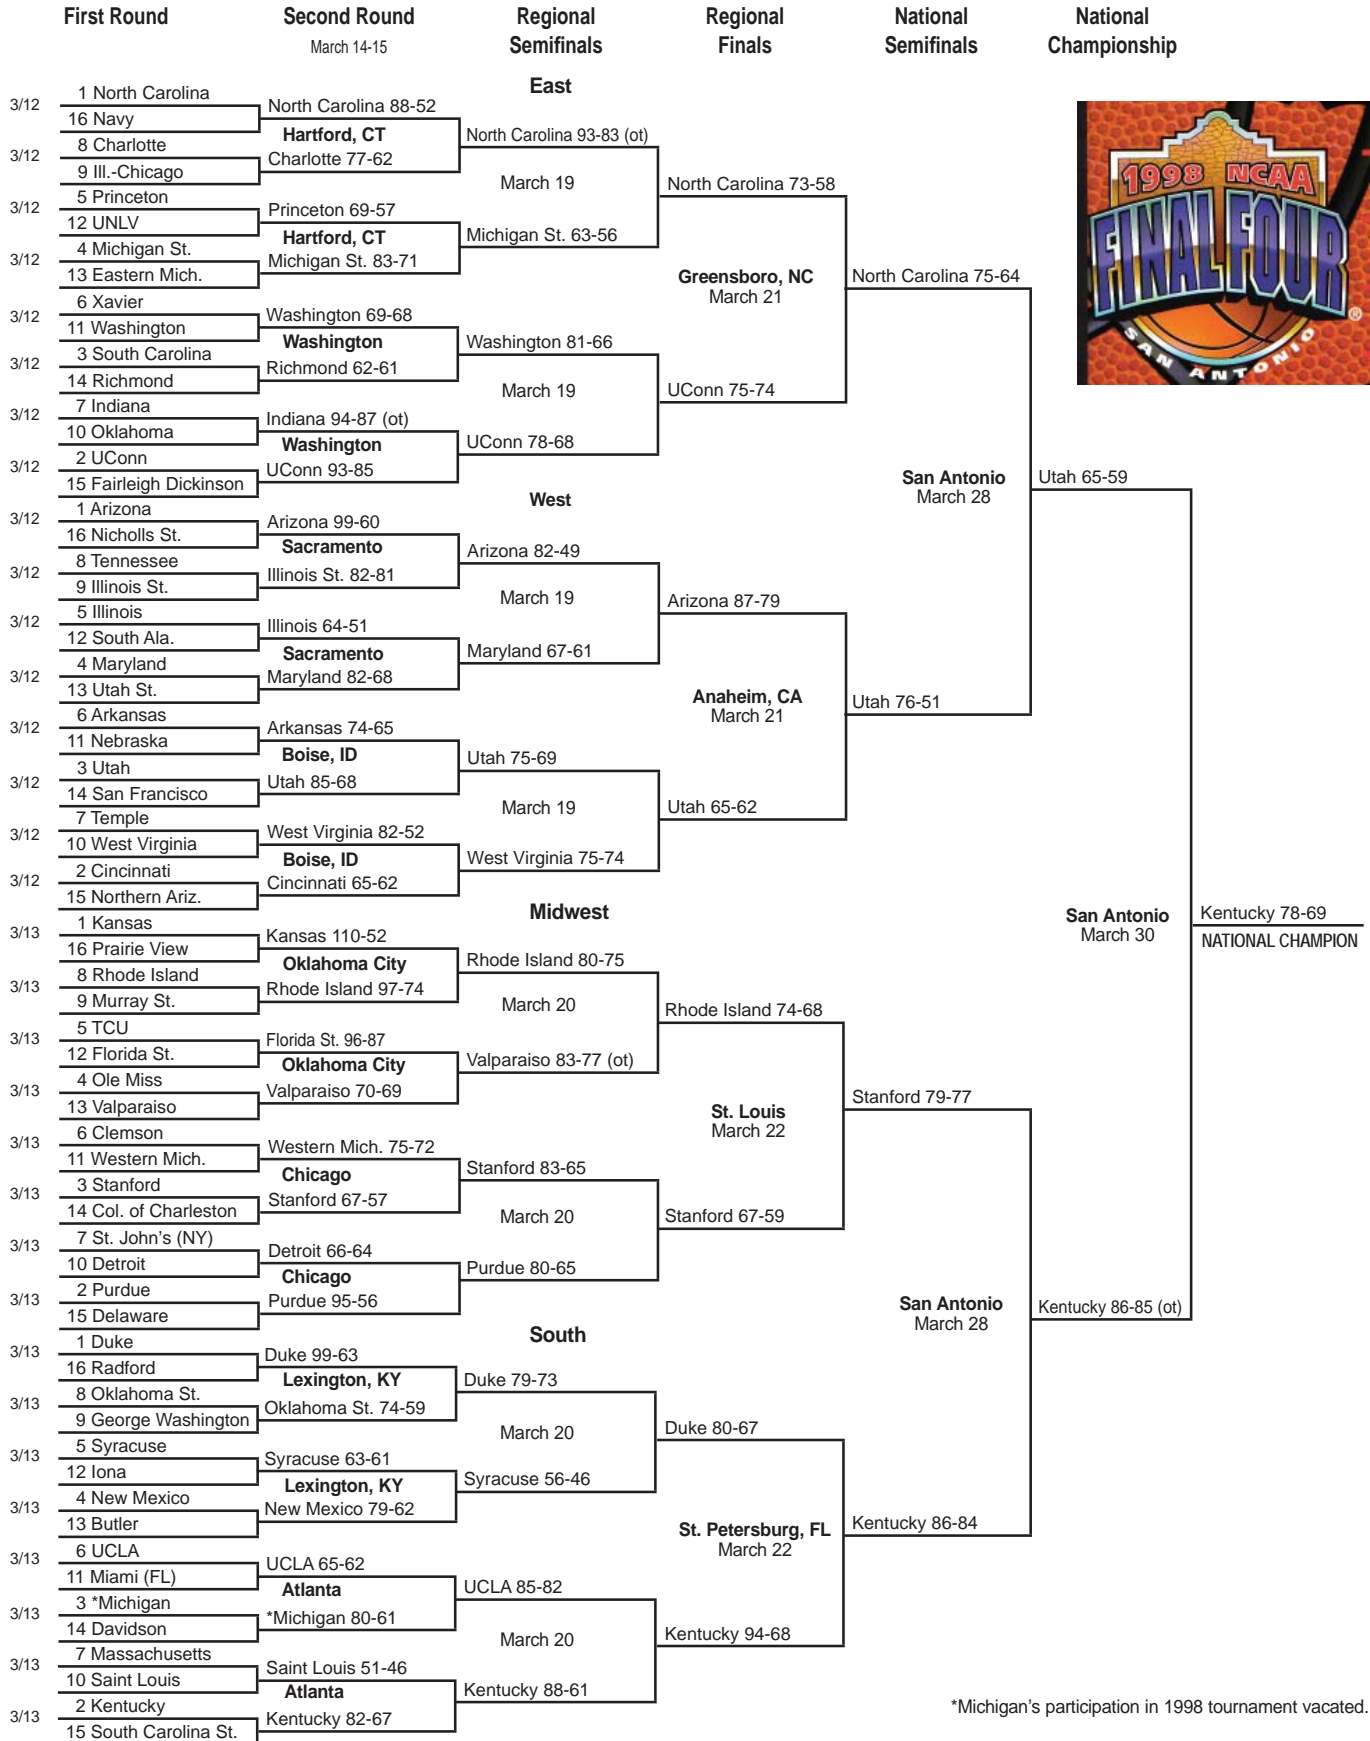 First Round
Second Round
March 14-15
Regional
Semifinals
Regional
Finals
National
Semifinals
National
Championship
1998 NCAA
FINAL FOUR
®
SAN ANTONIO
East
3/12
1 North Carolina
16 Navy
3/12
8 Charlotte
9 Ill.-Chicago
3/12
5 Princeton
12 UNLV
3/12
4 Michigan St.
13 Eastern Mich.
3/12
6 Xavier
11 Washington
3/12
3 South Carolina
14 Richmond
3/12
7 Indiana
10 Oklahoma
3/12
2 UConn
15 Fairleigh Dickinson
North Carolina 88-52
Hartford, CT
Charlotte 77-62
Princeton 69-57
Hartford, CT
Michigan St. 83-71
Washington 69-68
Washington
Richmond 62-61
Indiana 94-87 (ot)
Washington
UConn 93-85
North Carolina 93-83 (ot)
March 19
Michigan St. 63-56
Washington 81-66
March 19
UConn 78-68
North Carolina 73-58
Greensboro, NC
March 21
UConn 75-74
North Carolina 75-64
West
3/12
1 Arizona
16 Nicholls St.
3/12
8 Tennessee
9 Illinois St.
3/12
5 Illinois
12 South Ala.
3/12
4 Maryland
13 Utah St.
3/12
6 Arkansas
11 Nebraska
3/12
3 Utah
14 San Francisco
3/12
7 Temple
10 West Virginia
3/12
2 Cincinnati
15 Northern Ariz.
Arizona 99-60
Sacramento
Illinois St. 82-81
Illinois 64-51
Sacramento
Maryland 82-68
Arkansas 74-65
Boise, ID
Utah 85-68
West Virginia 82-52
Boise, ID
Cincinnati 65-62
Arizona 82-49
March 19
Maryland 67-61
Utah 75-69
March 19
West Virginia 75-74
Arizona 87-79
Anaheim, CA
March 21
Utah 65-62
Utah 76-51
San Antonio
March 28
Utah 65-59
Midwest
3/13
1 Kansas
16 Prairie View
3/13
8 Rhode Island
9 Murray St.
3/13
5 TCU
12 Florida St.
3/13
4 Ole Miss
13 Valparaiso
3/13
6 Clemson
11 Western Mich.
3/13
3 Stanford
14 Col. of Charleston
3/13
7 St. John's (NY)
10 Detroit
3/13
2 Purdue
15 Delaware
Kansas 110-52
Oklahoma City
Rhode Island 97-74
Florida St. 96-87
Oklahoma City
Valparaiso 70-69
Western Mich. 75-72
Chicago
Stanford 67-57
Detroit 66-64
Chicago
Purdue 95-56
Rhode Island 80-75
March 20
Valparaiso 83-77 (ot)
Stanford 83-65
March 20
Purdue 80-65
Rhode Island 74-68
St. Louis
March 22
Stanford 67-59
Stanford 79-77
South
3/13
1 Duke
16 Radford
3/13
8 Oklahoma St.
9 George Washington
3/13
5 Syracuse
12 Iona
3/13
4 New Mexico
13 Butler
3/13
6 UCLA
11 Miami (FL)
3/13
3 *Michigan
14 Davidson
3/13
7 Massachusetts
10 Saint Louis
3/13
2 Kentucky
15 South Carolina St.
Duke 99-63
Lexington, KY
Oklahoma St. 74-59
Syracuse 63-61
Lexington, KY
New Mexico 79-62
UCLA 65-62
Atlanta
*Michigan 80-61
Saint Louis 51-46
Atlanta
Kentucky 82-67
Duke 79-73
March 20
Syracuse 56-46
UCLA 85-82
March 20
Kentucky 88-61
Duke 80-67
St. Petersburg, FL
March 22
Kentucky 94-68
Kentucky 86-84
San Antonio
March 28
Kentucky 86-85 (ot)
San Antonio
March 30
Kentucky 78-69
NATIONAL CHAMPION
*Michigan's participation in 1998 tournament vacated.